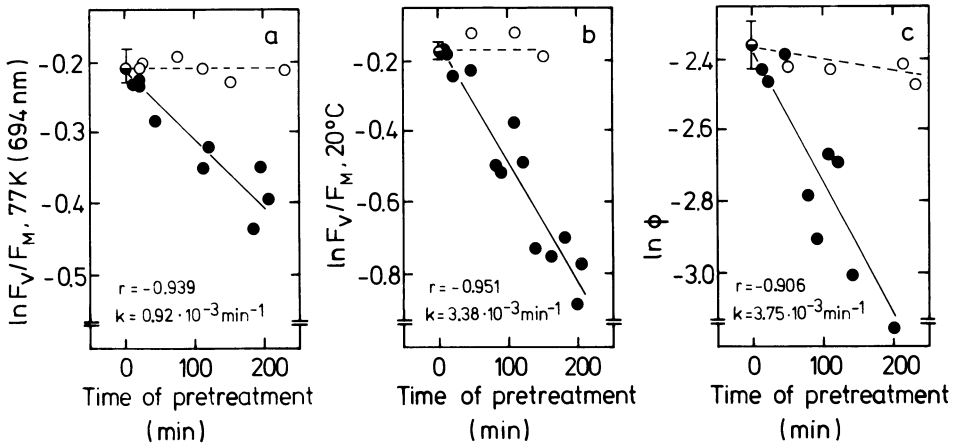 a
-0.2
-0.3
-0.4
-0.5
ln FV/FM, 77K (694 nm)
r = -0.939
k = 0.92 · 10-3 min-1
0 100 200
Time of pretreatment
(min)
b
-0.2
-0.4
-0.6
-0.8
ln FV/FM, 20°C
r = -0.951
k = 3.38 · 10-3 min-1
0 100 200
Time of pretreatment
(min)
c
-2.4
-2.6
-2.8
-3.0
ln ϕ
r = -0.906
k = 3.75 · 10-3 min-1
0 100 200
Time of pretreatment
(min)